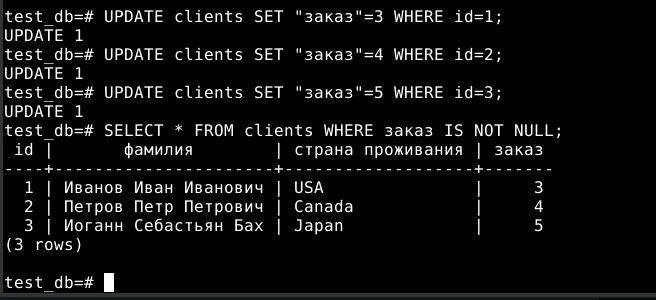 test_db=# UPDATE clients SET "заказ"=3 WHERE id=1;
UPDATE 1
test_db=# UPDATE clients SET "заказ"=4 WHERE id=2;
UPDATE 1
test_db=# UPDATE clients SET "заказ"=5 WHERE id=3;
UPDATE 1
test_db=# SELECT * FROM clients WHERE заказ IS NOT NULL;
 id |       фамилия        | страна проживания | заказ
----+----------------------+-------------------+-------
  1 | Иванов Иван Иванович | USA               |     3
  2 | Петров Петр Петрович | Canada            |     4
  3 | Иоганн Себастьян Бах | Japan             |     5
(3 rows)
test_db=#